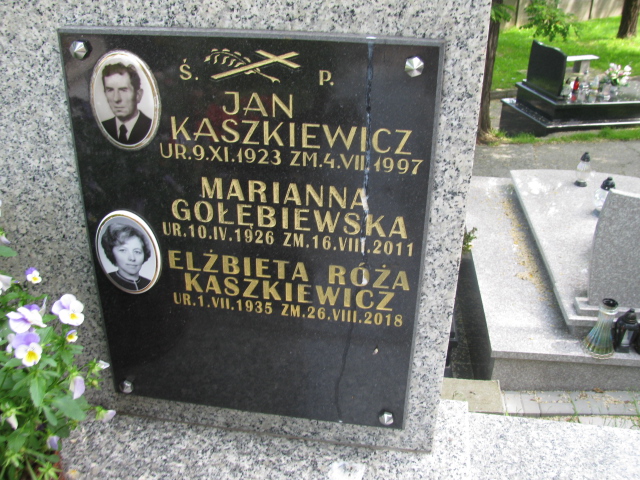 Ś. P.
JAN
KASZKIEWICZ
UR.9.XI.1923 ZM.4.VII.1997
MARIANNA
GOŁEBIEWSKA
UR.10.IV.1926 ZM.16.VIII.2011
ELŻBIETA RÓŻA
KASZKIEWICZ
UR.1.VII.1935 ZM.26.VIII.2018